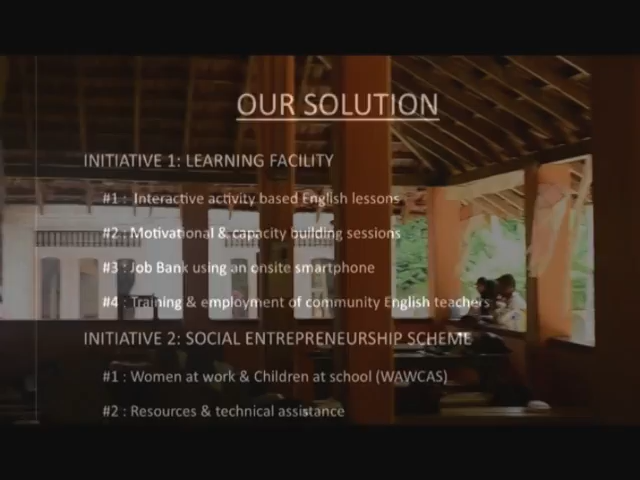 OUR SOLUTION
INITIATIVE 1: LEARNING FACILITY
#1 : Interactive activity based English lessons
#2 : Motivational & capacity building sessions
#3 : Job Bank using an onsite smartphone
#4 : Training & employment of community English teachers
INITIATIVE 2: SOCIAL ENTREPRENEURSHIP SCHEME
#1 : Women at work & Children at school (WAWCAS)
#2 : Resources & technical assistance